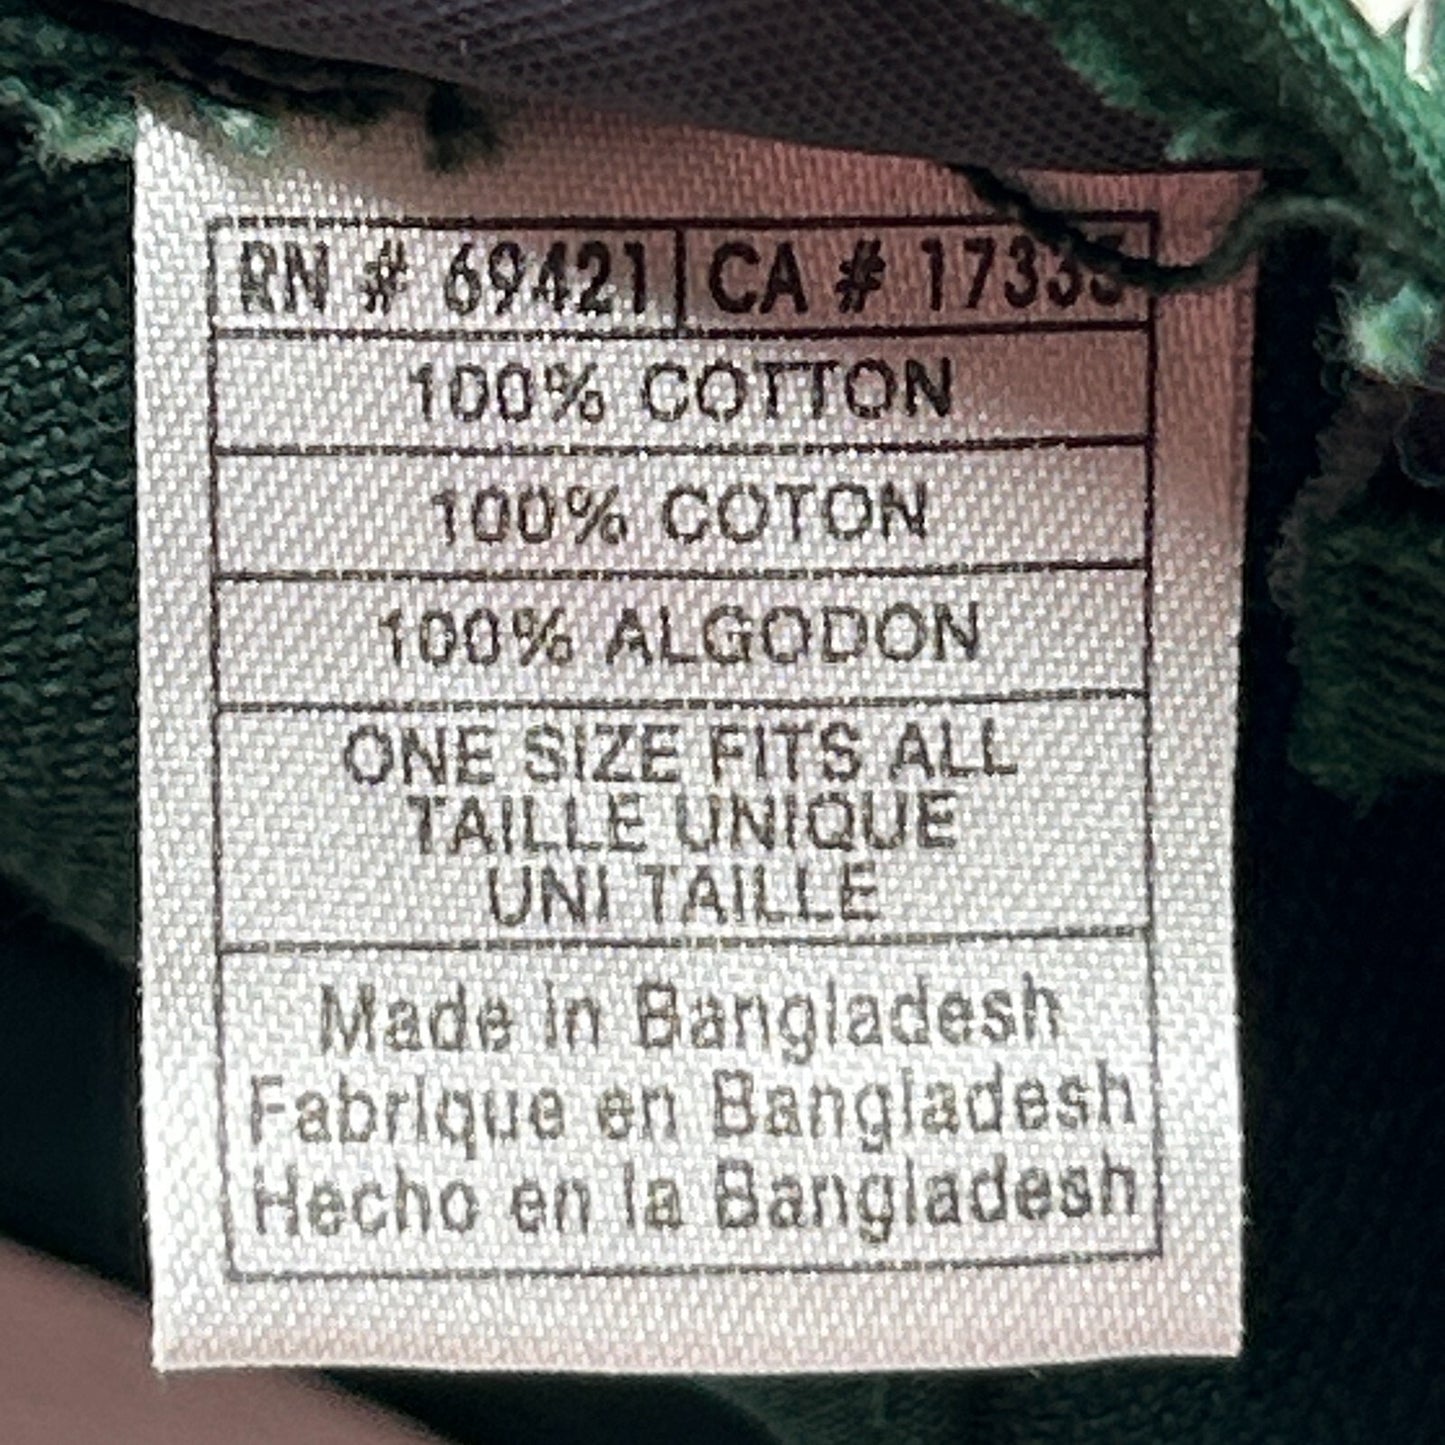 RN # 69421 CA # 17335
100% COTTON
100% COTON
100% ALGODON
ONE SIZE FITS ALL
TAILLE UNIQUE
UNI TAILLE
Made in Bangladesh
Fabrique en Bangladesh
Hecho en la Bangladesh